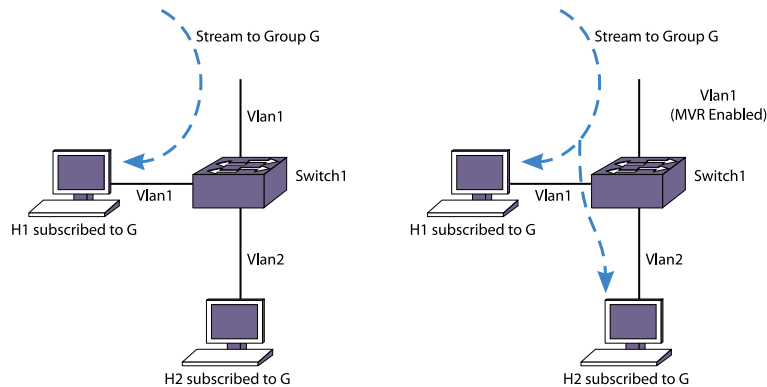 Stream to Group G
Vlan1
Switch1
Vlan1
H1 subscribed to G
Vlan2
H2 subscribed to G
Stream to Group G
Vlan1
(MVR Enabled)
Switch1
Vlan1
H1 subscribed to G
Vlan2
H2 subscribed to G